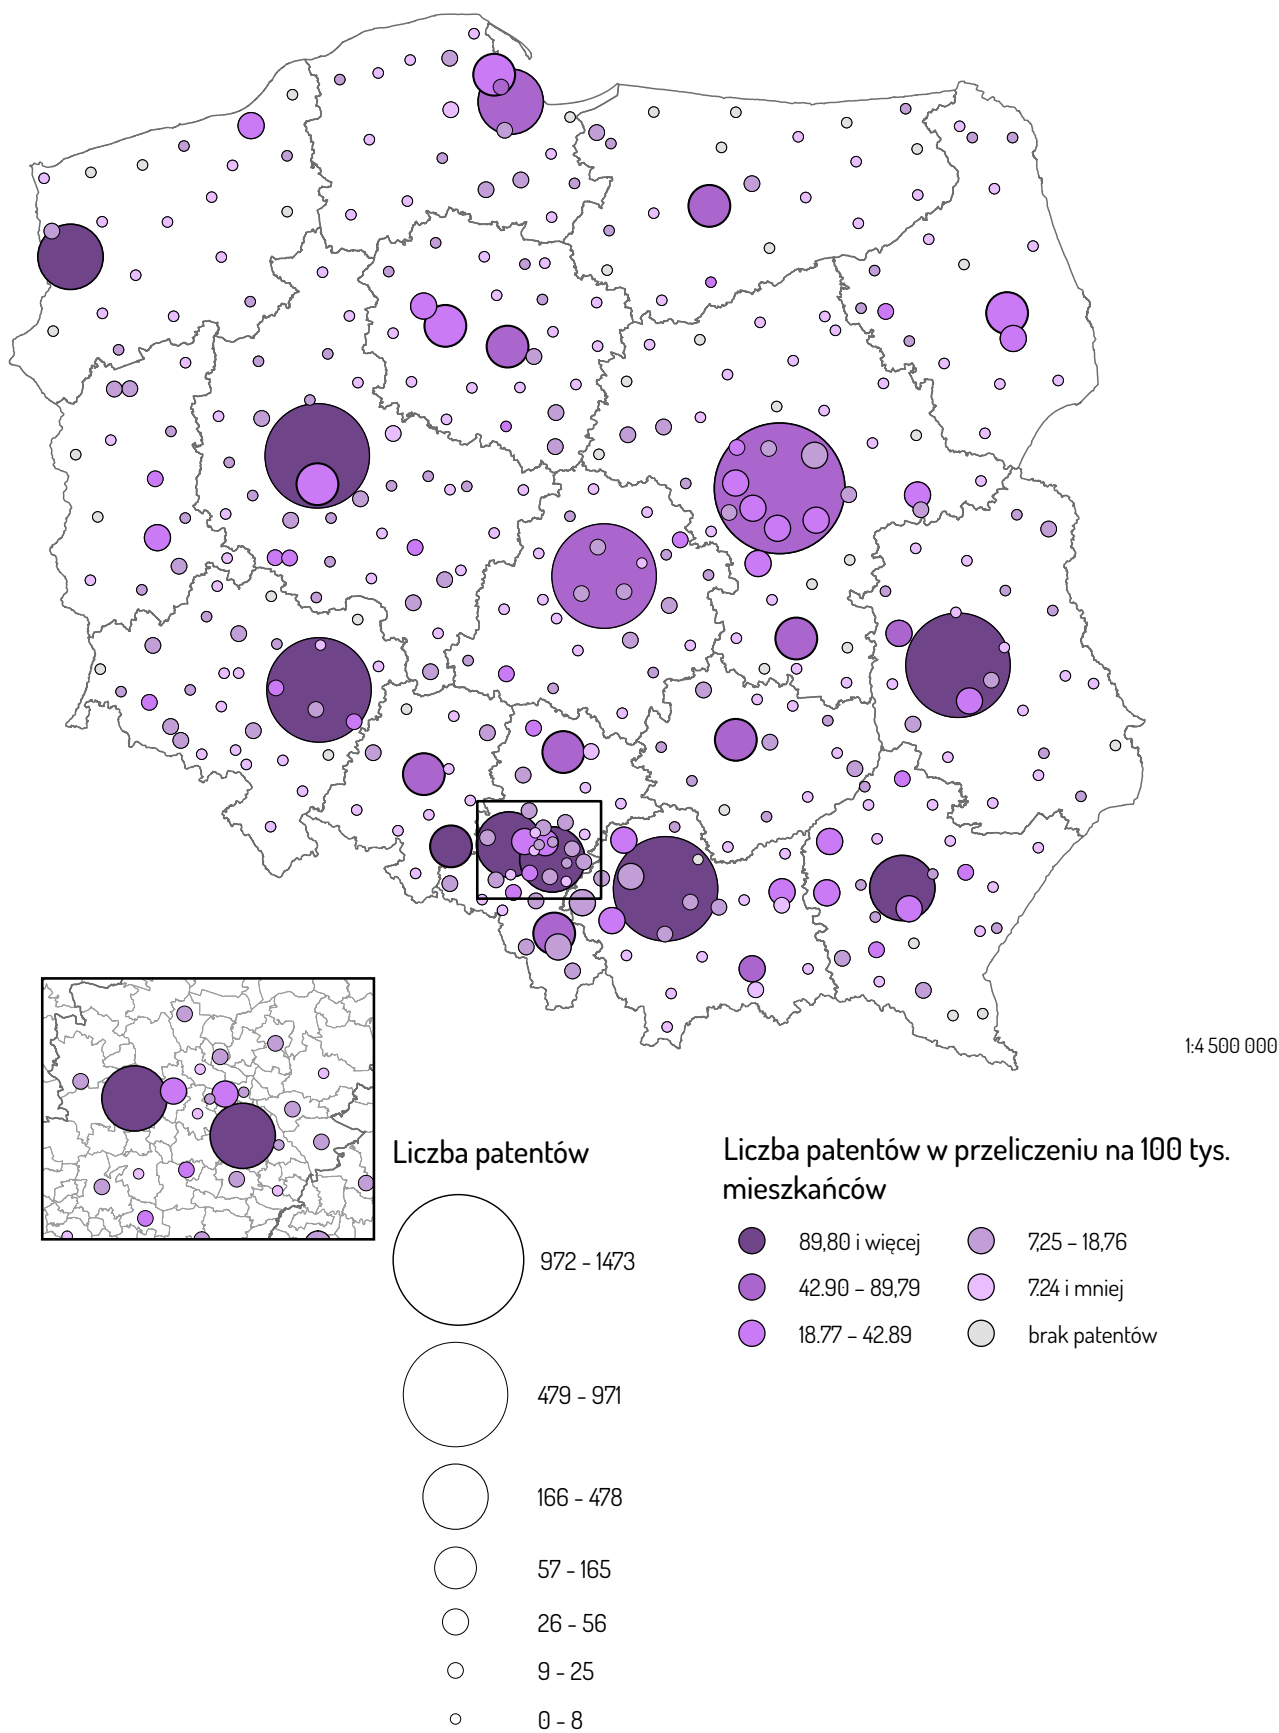 1:4 500 000
Liczba patentów
972 - 1473
479 - 971
166 - 478
57 - 165
26 - 56
9 - 25
0 - 8
Liczba patentów w przeliczeniu na 100 tys.
mieszkańców
89,80 i więcej
42.90 – 89,79
18.77 – 42.89
7,25 – 18,76
7.24 i mniej
brak patentów